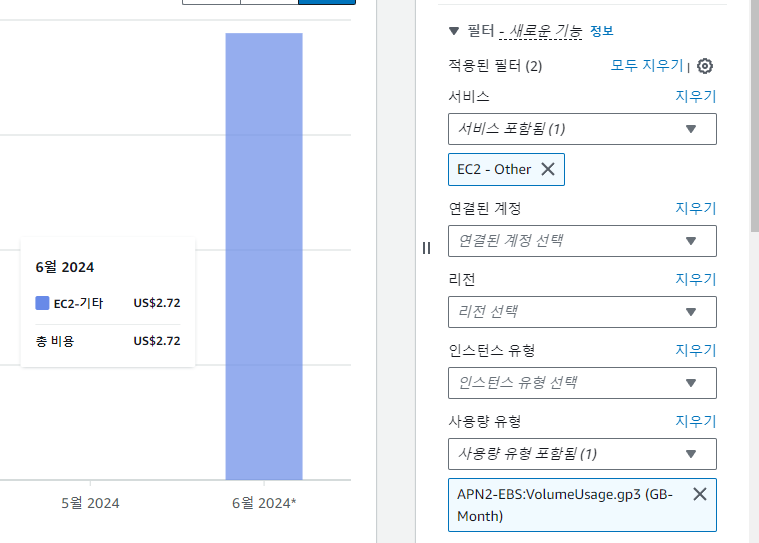 6월 2024
EC2-기타 US$2.72
총 비용 US$2.72
5월 2024 6월 2024*
필터 - 새로운 기능 정보
적용된 필터 (2) 모두 지우기 |
서비스 지우기
서비스 포함됨 (1)
EC2 - Other
연결된 계정 지우기
연결된 계정 선택
리전 지우기
리전 선택
인스턴스 유형 지우기
인스턴스 유형 선택
사용량 유형 지우기
사용량 유형 포함됨 (1)
APN2-EBS:VolumeUsage.gp3 (GB-
Month)